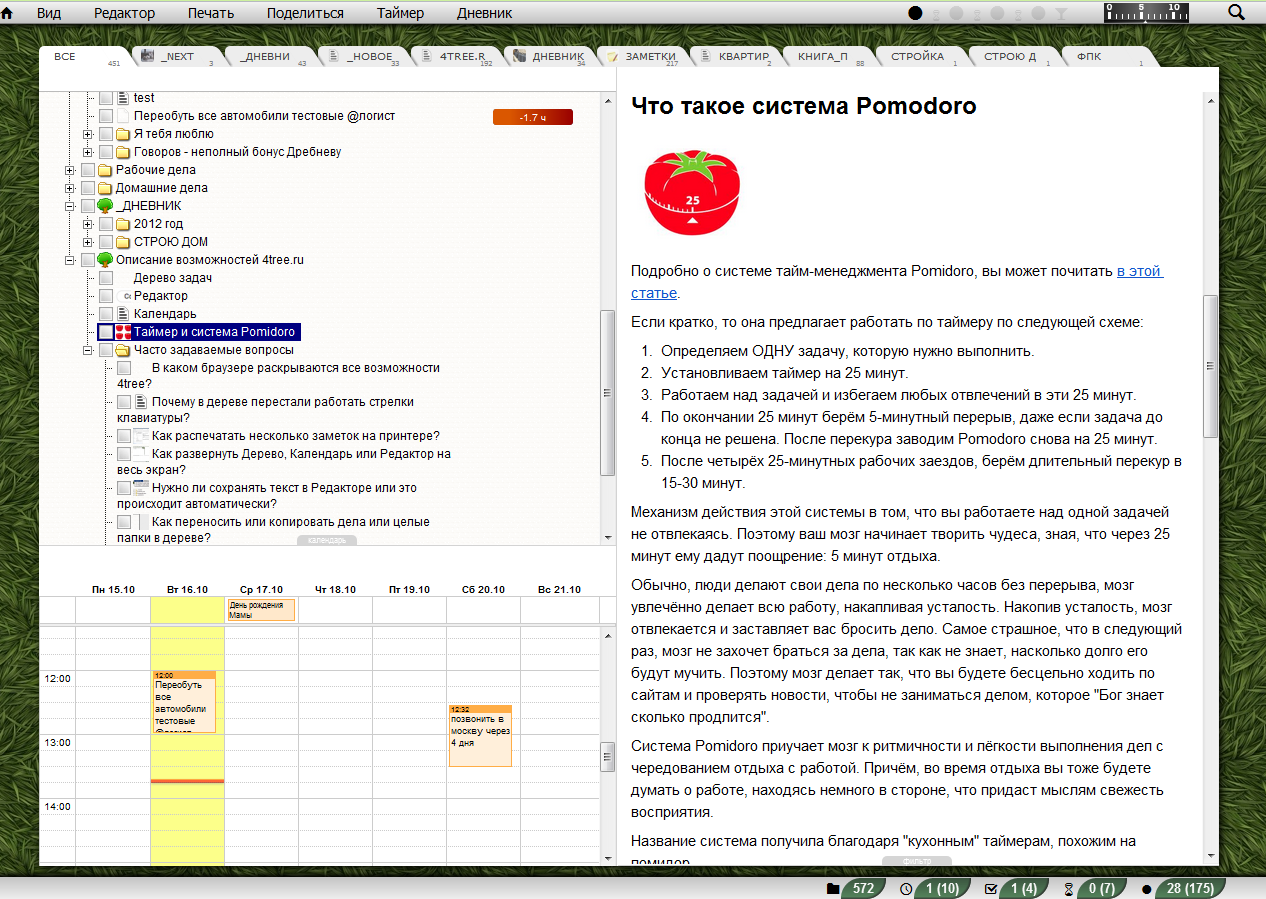 Вид Редактор Печать Поделиться Таймер Дневник
0 5 10
ВСЕ 451
_NEXT 3
_ДНЕВНИ 43
_НОВОЕ 33
4TREE.R 192
ДНЕВНИК 34
ЗАМЕТКИ 217
КВАРТИР 2
КНИГА_П 88
СТРОЙКА 1
СТРОЮ Д 1
ФПК 1
test
Переобуть все автомобили тестовые @логист -1.7 ч
Я тебя люблю
Говоров - неполный бонус Дребневу
Рабочие дела
Домашние дела
_ДНЕВНИК
2012 год
СТРОЮ ДОМ
Описание возможностей 4tree.ru
Дерево задач
Редактор
Календарь
Таймер и система Pomidoro
Часто задаваемые вопросы
В каком браузере раскрываются все возможности
4tree?
Почему в дереве перестали работать стрелки
клавиатуры?
Как распечатать несколько заметок на принтере?
Как развернуть Дерево, Календарь или Редактор на
весь экран?
Нужно ли сохранять текст в Редакторе или это
происходит автоматически?
Как переносить или копировать дела или целые
папки в дереве?
календарь
Пн 15.10 Вт 16.10 Ср 17.10 Чт 18.10 Пт 19.10 Сб 20.10 Вс 21.10
День рождения
Мамы
12:00
13:00
14:00
12:00
Переобуть
все
автомобили
тестовые
@логист
12:32
позвонить в
москву через
4 дня
Что такое система Pomodoro
25
Подробно о системе тайм-менеджмента Pomidoro, вы может почитать в этой
статье.
Если кратко, то она предлагает работать по таймеру по следующей схеме:
1. Определяем ОДНУ задачу, которую нужно выполнить.
2. Установливаем таймер на 25 минут.
3. Работаем над задачей и избегаем любых отвлечений в эти 25 минут.
4. По окончании 25 минут берём 5-минутный перерыв, даже если задача до
конца не решена. После перекура заводим Pomodoro снова на 25 минут.
5. После четырёх 25-минутных рабочих заездов, берём длительный перекур в
15-30 минут.
Механизм действия этой системы в том, что вы работаете над одной задачей
не отвлекаясь. Поэтому ваш мозг начинает творить чудеса, зная, что через 25
минут ему дадут поощрение: 5 минут отдыха.
Обычно, люди делают свои дела по несколько часов без перерыва, мозг
увлечённо делает всю работу, накапливая усталость. Накопив усталость, мозг
отвлекается и заставляет вас бросить дело. Самое страшное, что в следующий
раз, мозг не захочет браться за дела, так как не знает, насколько долго его
будут мучить. Поэтому мозг делает так, что вы будете бесцельно ходить по
сайтам и проверять новости, чтобы не заниматься делом, которое "Бог знает
сколько продлится".
Система Pomodoro приучает мозг к ритмичности и лёгкости выполнения дел с
чередованием отдыха с работой. Причём, во время отдыха вы тоже будете
думать о работе, находясь немного в стороне, что придаст мыслям свежесть
восприятия.
Название система получила благодаря "кухонным" таймерам, похожим на
помидор
фильтр
572 1 (10) 1 (4) 0 (7) 28 (175)